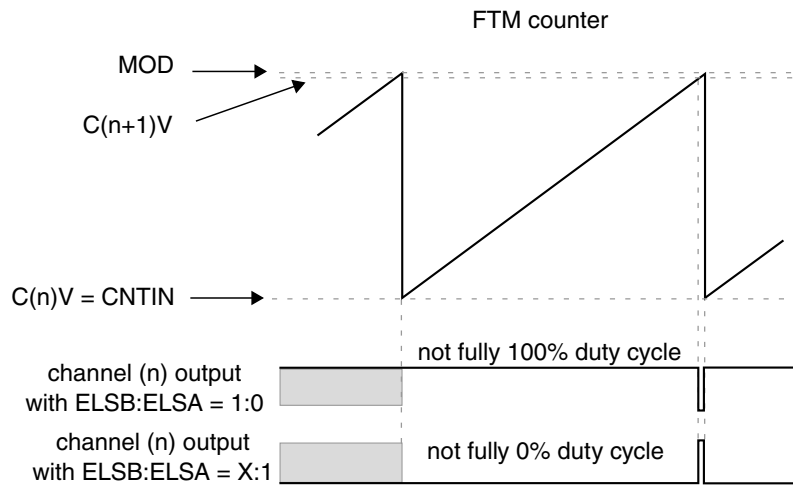 FTM counter
MOD
C(n+1)V
C(n)V = CNTIN
not fully 100% duty cycle
channel (n) output
with ELSB:ELSA = 1:0
channel (n) output
with ELSB:ELSA = X:1
not fully 0% duty cycle